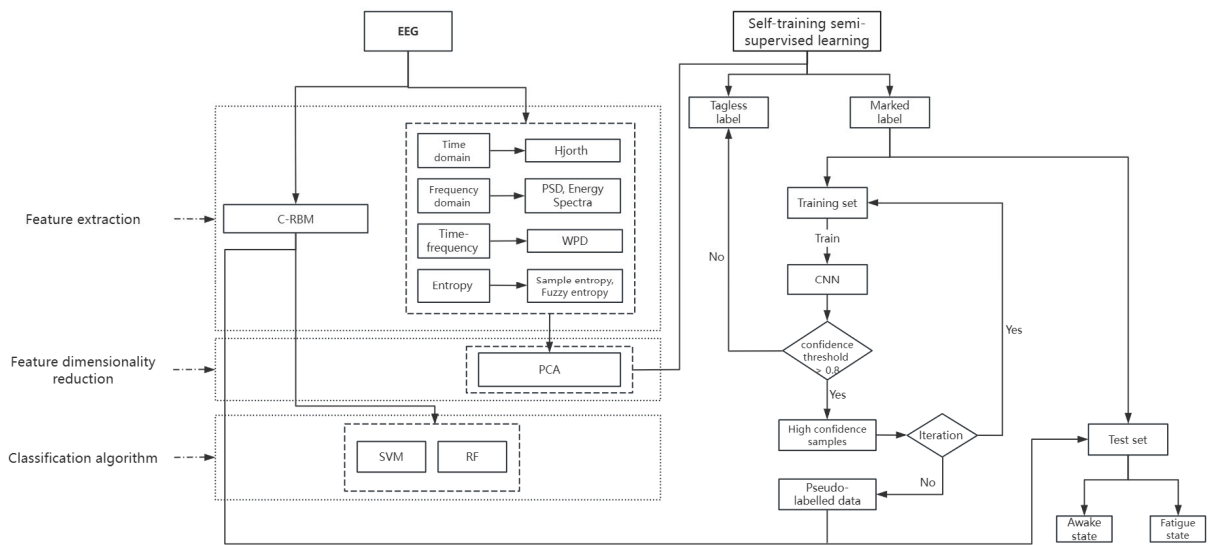 EEG
Self-training semi-
supervised learning
Tagless
label
Marked
label
Time
domain
Hjorth
Frequency
domain
PSD, Energy
Spectra
Feature extraction
C-RBM
Time-
frequency
WPD
Entropy
Sample entropy,
Fuzzy entropy
Training set
Train
No
CNN
Yes
confidence
threshold
> 0.8
Feature dimensionality
reduction
PCA
Yes
High confidence
samples
Iteration
Test set
Classification algorithm
SVM
RF
No
Pseudo-
labelled data
Awake
state
Fatigue
state